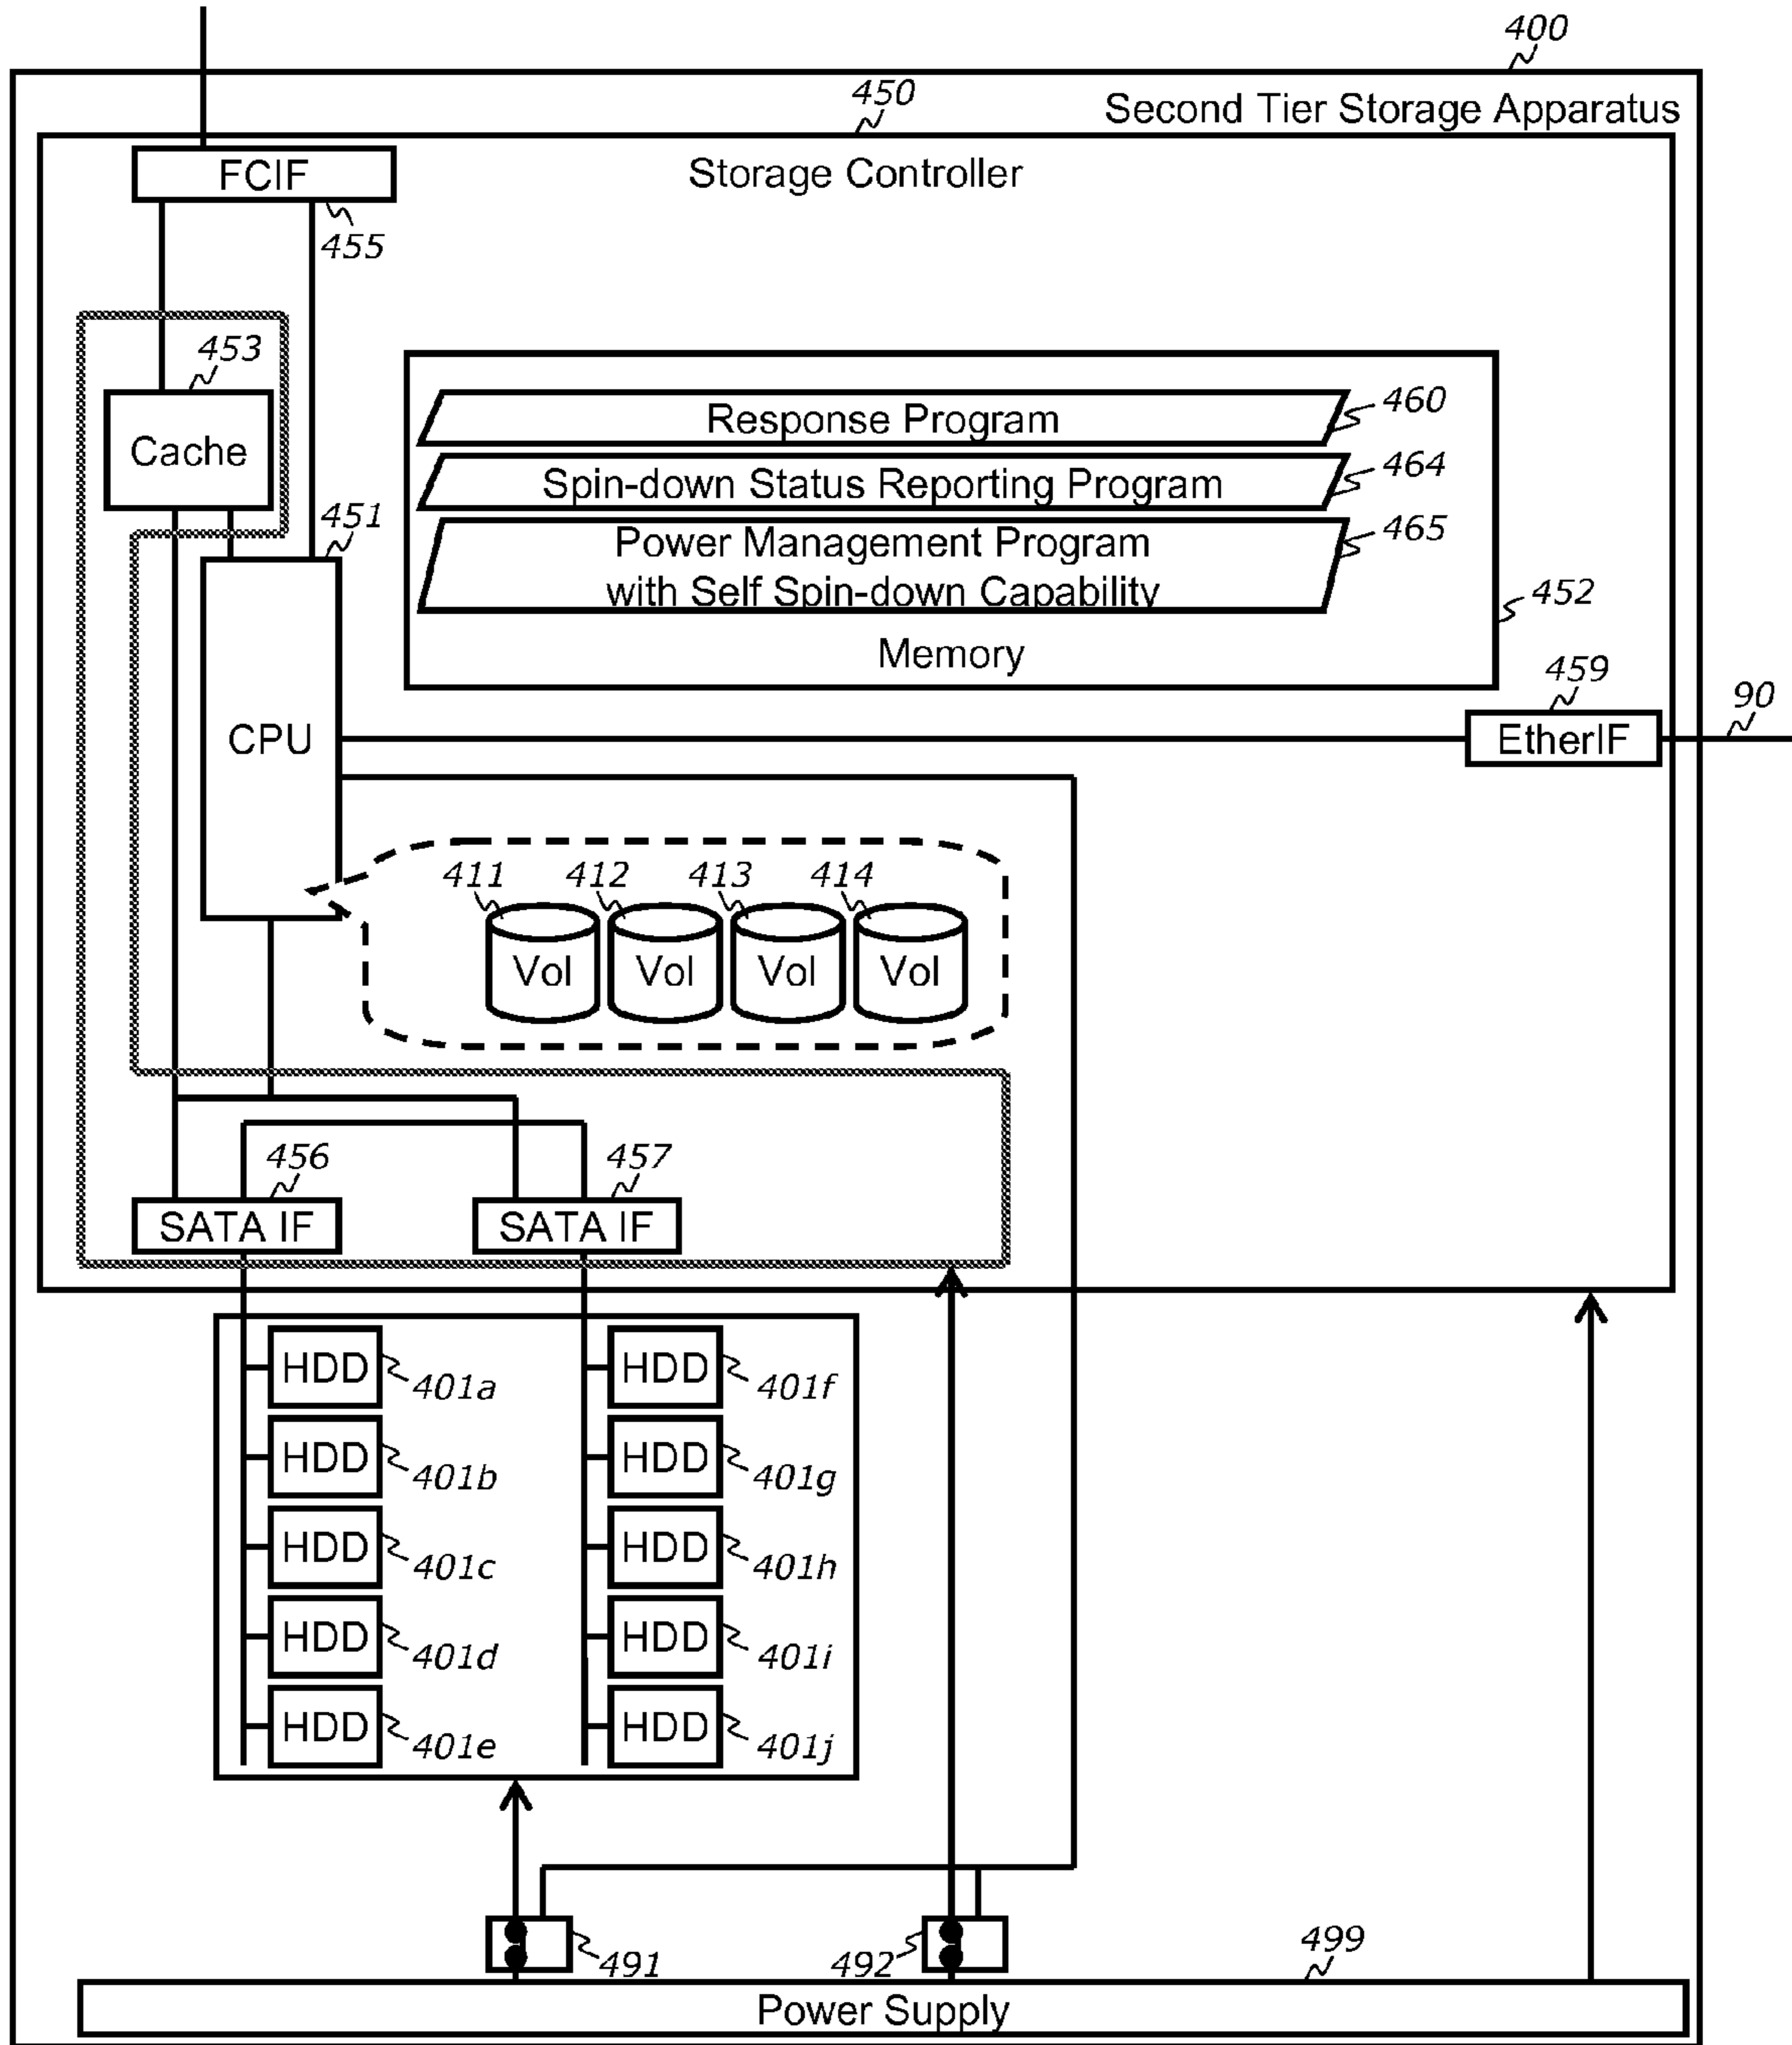 400
Second Tier Storage Apparatus
450
Storage Controller
FCIF
455
453
Cache
451
CPU
Response Program
460
Spin-down Status Reporting Program
464
Power Management Program
with Self Spin-down Capability
465
452
Memory
459
EtherIF
90
411
412
413
414
Vol
Vol
Vol
Vol
456
457
SATA IF
SATA IF
HDD
401a
HDD
401f
HDD
401b
HDD
401g
HDD
401c
HDD
401h
HDD
401d
HDD
401i
HDD
401e
HDD
401j
491
492
499
Power Supply